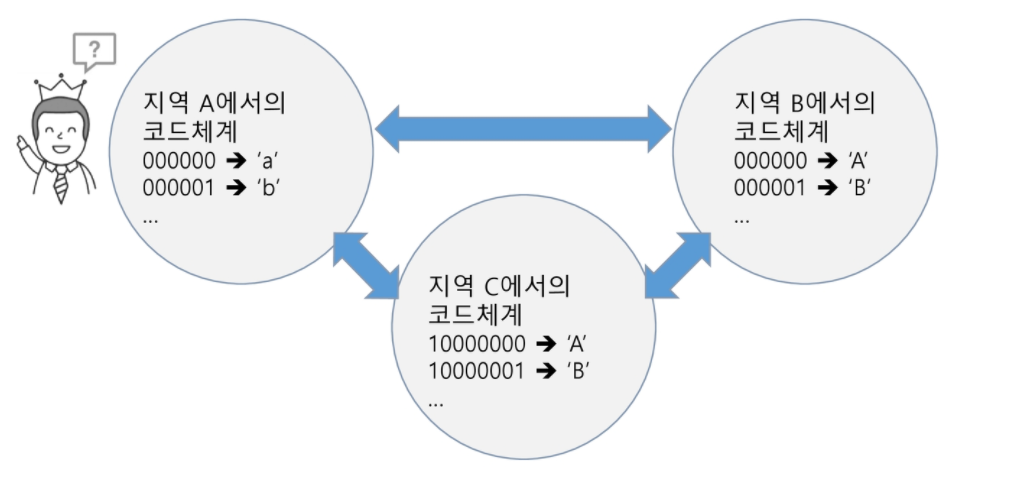 ?
지역 A에서의
코드체계
000000 ➔ ‘a’
000001 ➔ ‘b’
...
지역 B에서의
코드체계
000000 ➔ ‘A’
000001 ➔ ‘B’
...
지역 C에서의
코드체계
10000000 ➔ ‘A’
10000001 ➔ ‘B’
...